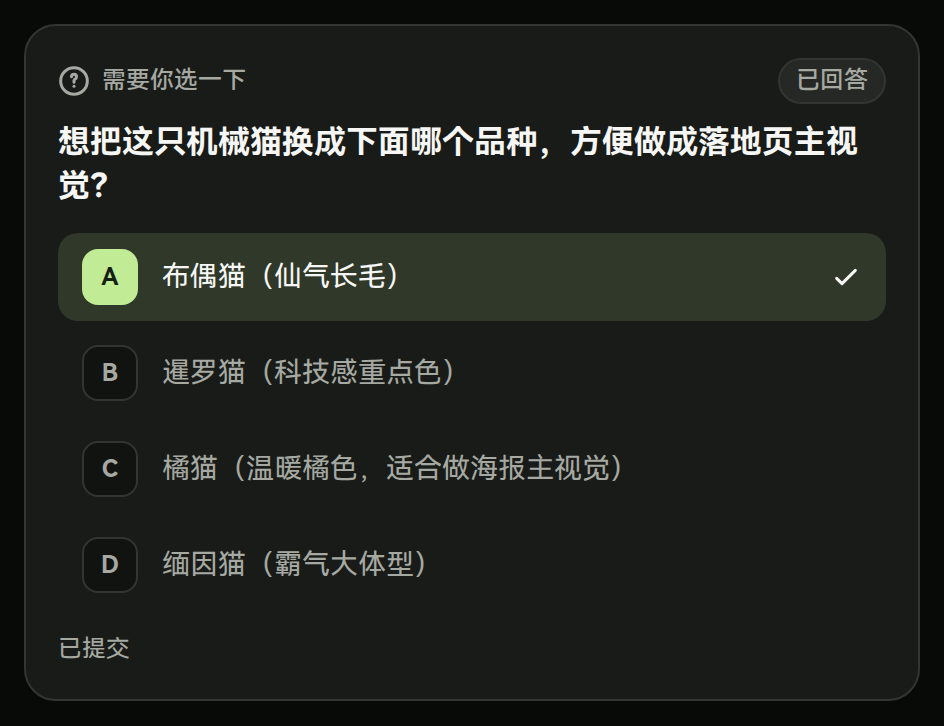 需要你选一下
已回答
想把这只机械猫换成下面哪个品种，方便做成落地页主视
觉？
A 布偶猫（仙气长毛）
B 暹罗猫（科技感重点色）
C 橘猫（温暖橘色，适合做海报主视觉）
D 缅因猫（霸气大体型）
已提交